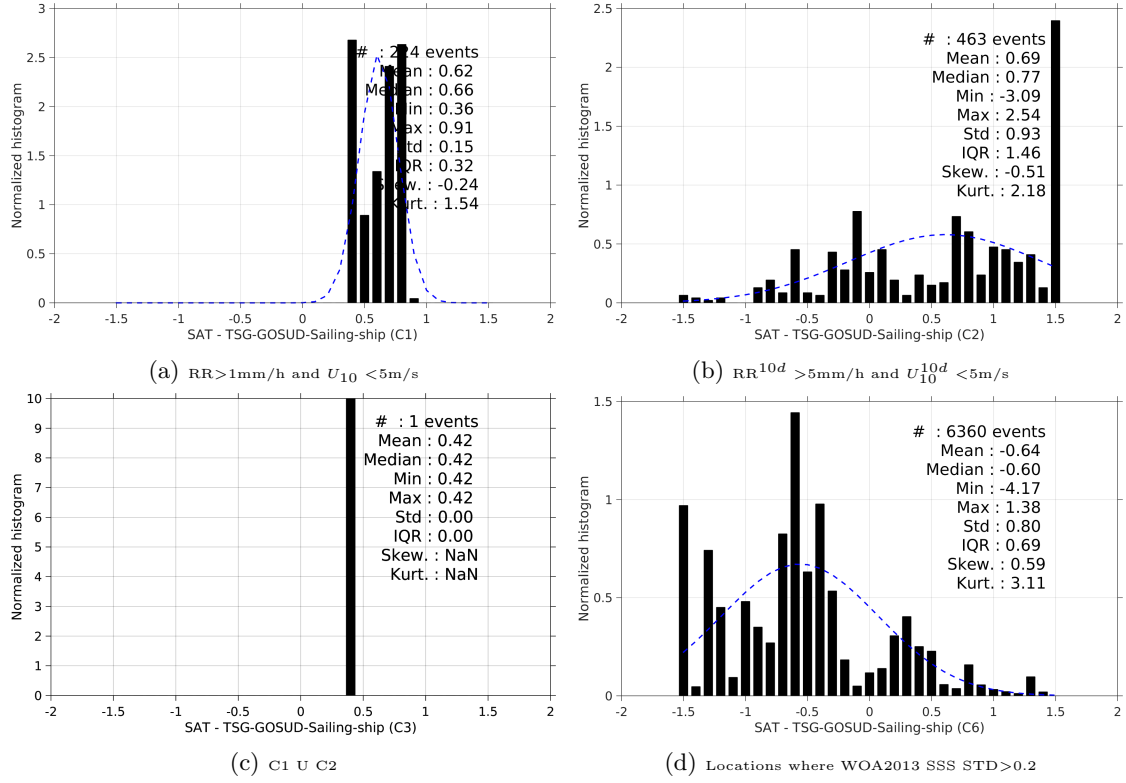 3
2.5
2
1.5
1
0.5
0
Normalized histogram
# : 224 events
Mean : 0.62
Median : 0.66
Min : 0.36
Max : 0.91
Std : 0.15
IQR : 0.32
Skew. : -0.24
Kurt. : 1.54
-2 -1.5 -1 -0.5 0 0.5 1 1.5 2
SAT - TSG-GOSUD-Sailing-ship (C1)
(a) RR>1mm/h and U10 <5m/s
2.5
2
1.5
1
0.5
0
Normalized histogram
# : 463 events
Mean : 0.69
Median : 0.77
Min : -3.09
Max : 2.54
Std : 0.93
IQR : 1.46
Skew. : -0.51
Kurt. : 2.18
-2 -1.5 -1 -0.5 0 0.5 1 1.5 2
SAT - TSG-GOSUD-Sailing-ship (C2)
(b) RR10d >5mm/h and U10 10d <5m/s
10
9
8
7
6
5
4
3
2
1
0
Normalized histogram
# : 1 events
Mean : 0.42
Median : 0.42
Min : 0.42
Max : 0.42
Std : 0.00
IQR : 0.00
Skew. : NaN
Kurt. : NaN
-2 -1.5 -1 -0.5 0 0.5 1 1.5 2
SAT - TSG-GOSUD-Sailing-ship (C3)
(c) C1 U C2
1.5
1
0.5
0
Normalized histogram
# : 6360 events
Mean : -0.64
Median : -0.60
Min : -4.17
Max : 1.38
Std : 0.80
IQR : 0.69
Skew. : 0.59
Kurt. : 3.11
-2 -1.5 -1 -0.5 0 0.5 1 1.5 2
SAT - TSG-GOSUD-Sailing-ship (C6)
(d) Locations where WOA2013 SSS STD>0.2